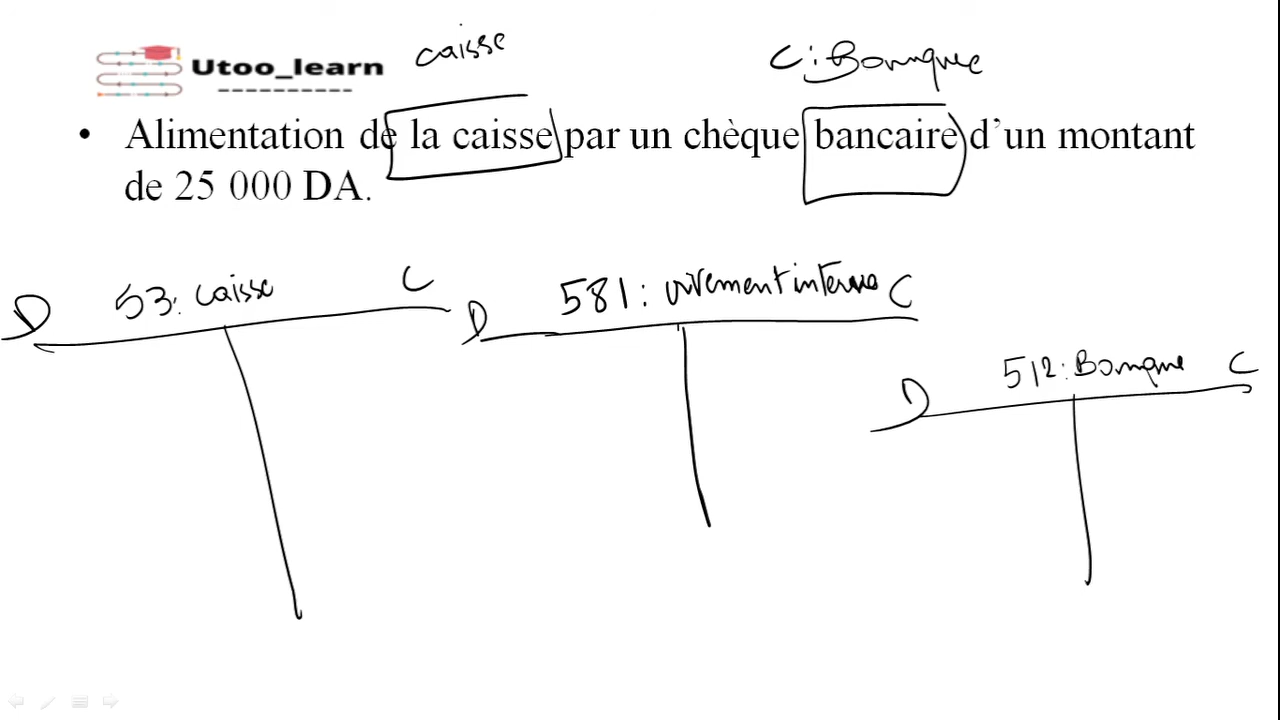 caisse
C: Banque
Utoo_learn
• Alimentation de la caisse par un chèque bancaire d’un montant
de 25 000 DA.
D 53: caisse C
D 581: virement interne C
D 512: Banque C